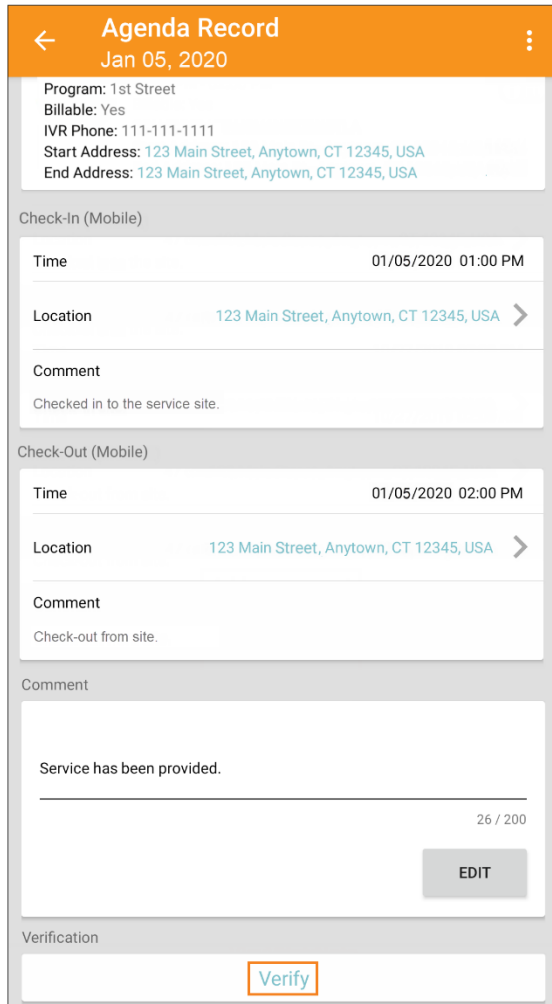 Agenda Record
Jan 05, 2020
Program: 1st Street
Billable: Yes
IVR Phone: 111-111-1111
Start Address: 123 Main Street, Anytown, CT 12345, USA
End Address: 123 Main Street, Anytown, CT 12345, USA
Check-In (Mobile)
Time 01/05/2020 01:00 PM
Location 123 Main Street, Anytown, CT 12345, USA
Comment
Checked in to the service site.
Check-Out (Mobile)
Time 01/05/2020 02:00 PM
Location 123 Main Street, Anytown, CT 12345, USA
Comment
Check-out from site.
Comment
Service has been provided.
26 / 200
EDIT
Verification
Verify